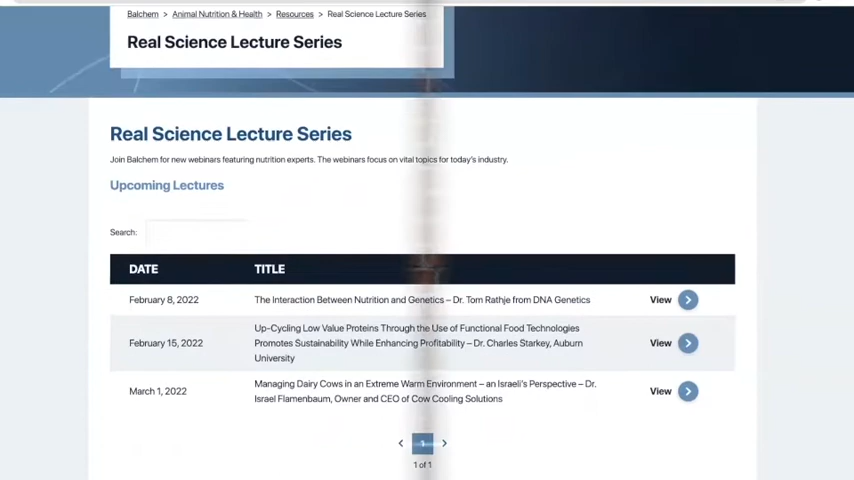 Balchem > Animal Nutrition & Health > Resources > Real Science Lecture Series
Real Science Lecture Series
Real Science Lecture Series
Join Balchem for new webinars featuring nutrition experts. The webinars focus on vital topics for today's industry.
Upcoming Lectures
Search:
DATE TITLE
February 8, 2022 The Interaction Between Nutrition and Genetics – Dr. Tom Rathje from DNA Genetics View
Up-Cycling Low Value Proteins Through the Use of Functional Food Technologies
February 15, 2022 Promotes Sustainability While Enhancing Profitability – Dr. Charles Starkey, Auburn View
University
Managing Dairy Cows in an Extreme Warm Environment – an Israeli's Perspective – Dr.
March 1, 2022 View
Israel Flamenbaum, Owner and CEO of Cow Cooling Solutions
< 1 >
1 of 1